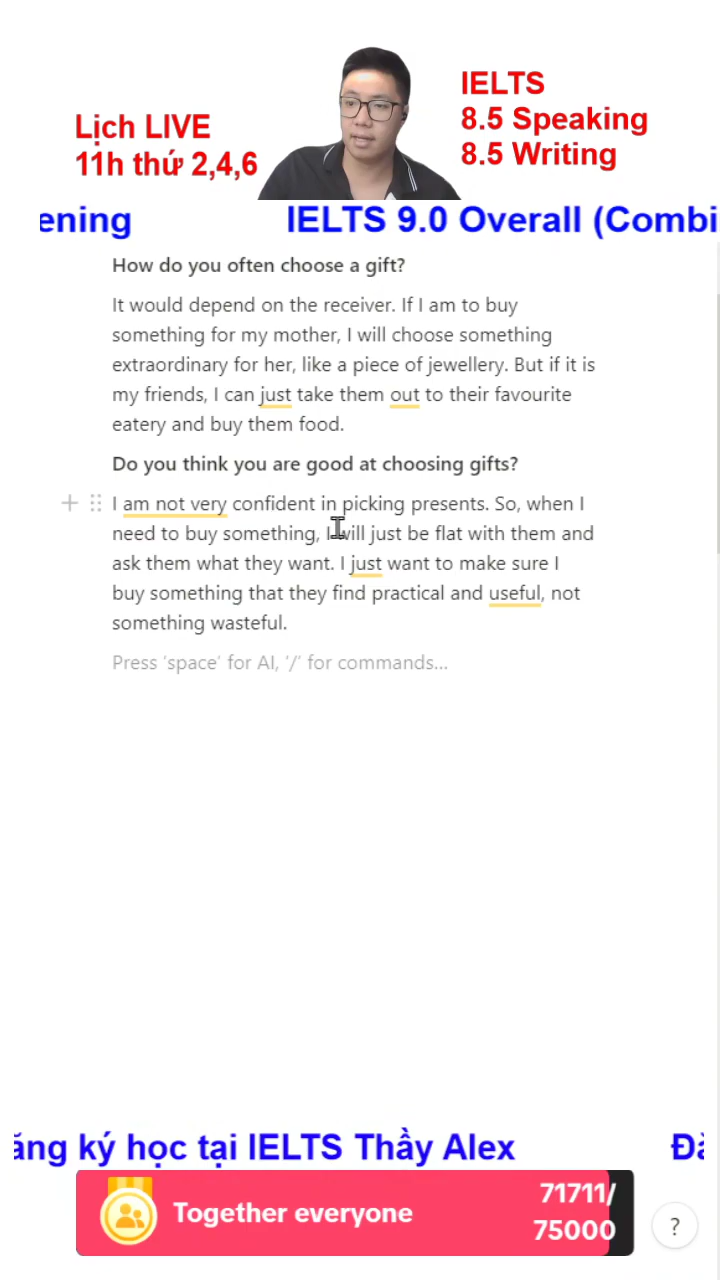 Lịch LIVE
11h thứ 2,4,6
IELTS
8.5 Speaking
8.5 Writing
ening IELTS 9.0 Overall (Combi
How do you often choose a gift?
It would depend on the receiver. If I am to buy
something for my mother, I will choose something
extraordinary for her, like a piece of jewellery. But if it is
my friends, I can just take them out to their favourite
eatery and buy them food.
Do you think you are good at choosing gifts?
I am not very confident in picking presents. So, when I
need to buy something, I will just be flat with them and
ask them what they want. I just want to make sure I
buy something that they find practical and useful, not
something wasteful.
Press 'space' for AI, '/' for commands...
ăng ký học tại IELTS Thầy Alex
Together everyone
71711/
75000
?